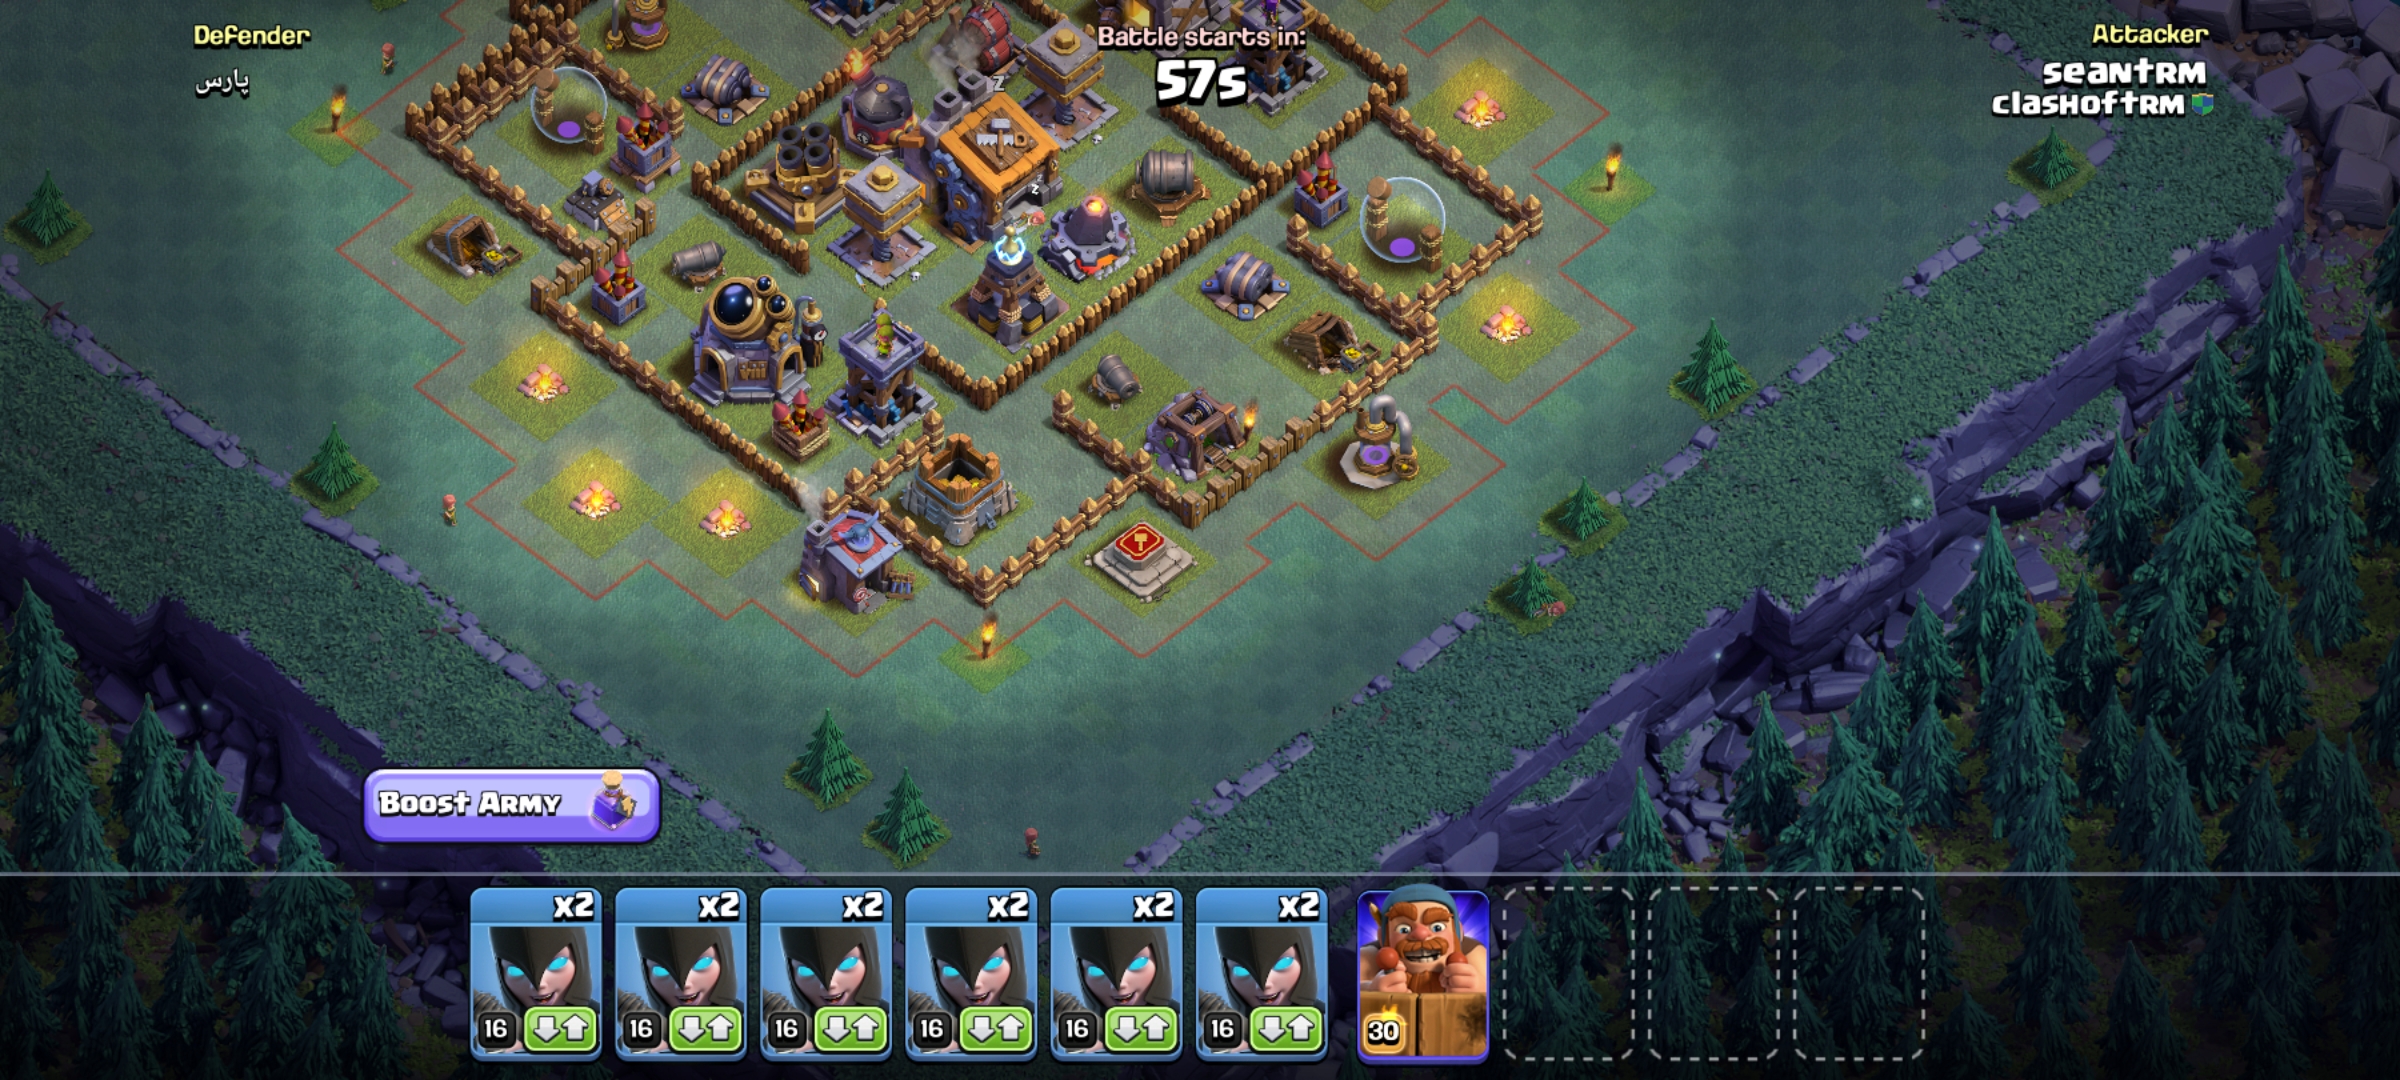 Defender
پارس
Battle starts in:
57s
Attacker
seantRM
clashoftRM
z
z
VIII
Boost Army
x2
x2
x2
x2
x2
x2
16
16
16
16
16
16
30